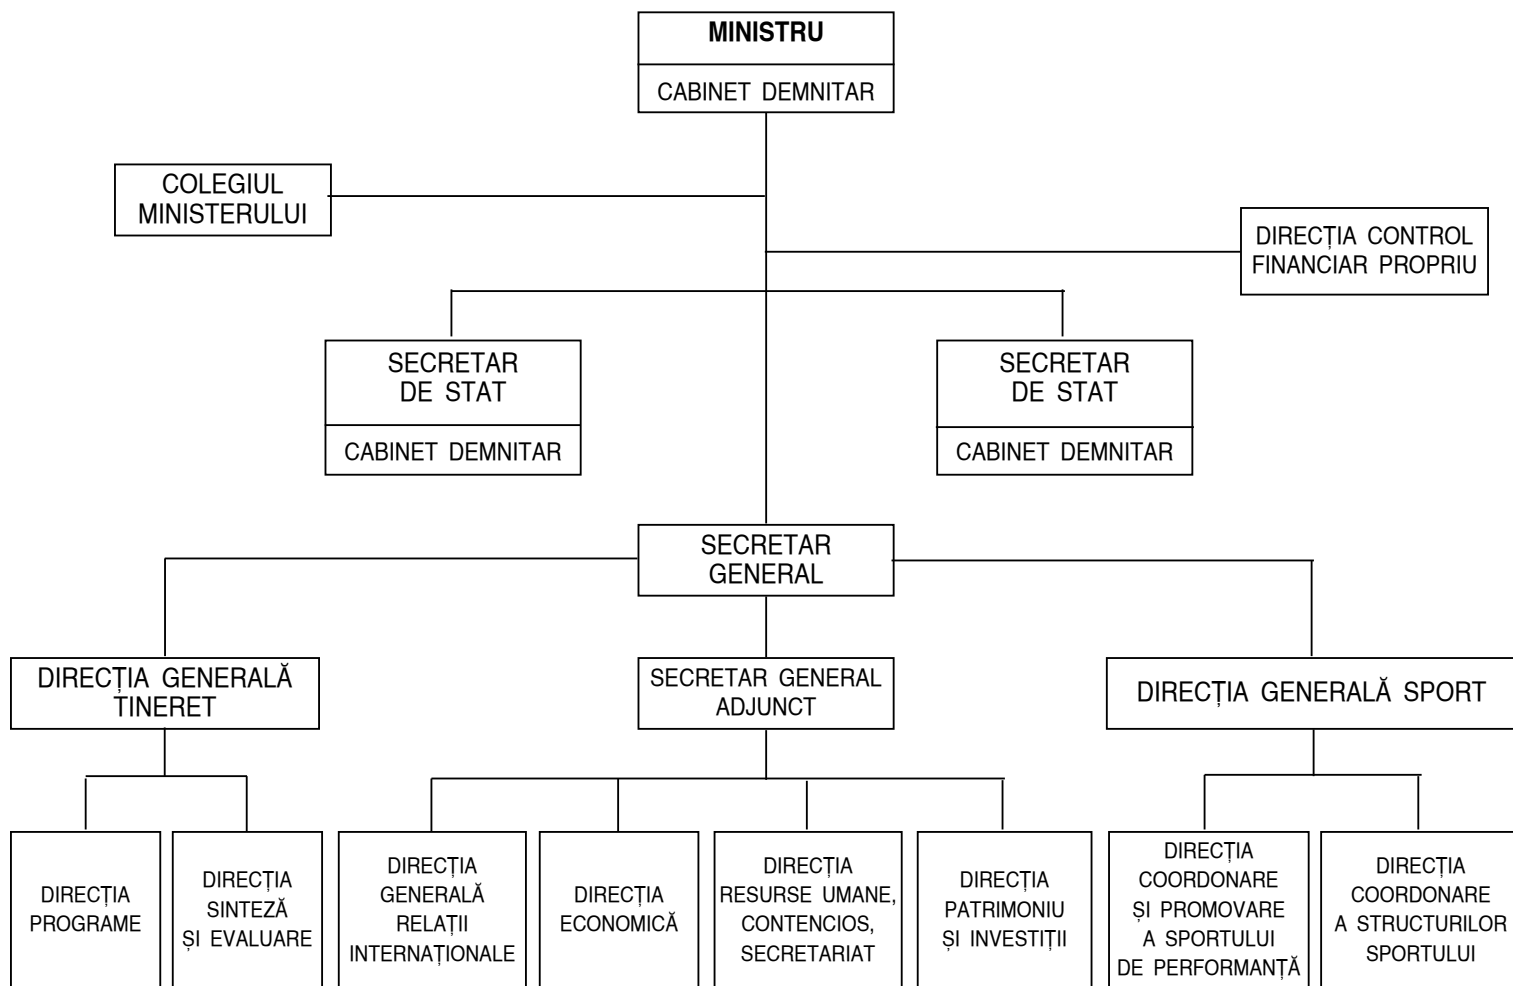 MINISTRU
CABINET DEMNITAR
COLEGIUL
MINISTERULUI
DIRECȚIA CONTROL
FINANCIAR PROPRIU
SECRETAR
DE STAT
CABINET DEMNITAR
SECRETAR
DE STAT
CABINET DEMNITAR
SECRETAR
GENERAL
DIRECȚIA GENERALĂ
TINERET
SECRETAR GENERAL
ADJUNCT
DIRECȚIA GENERALĂ SPORT
DIRECȚIA
PROGRAME
DIRECȚIA
SINTEZĂ
ȘI EVALUARE
DIRECȚIA
GENERALĂ
RELAȚII
INTERNAȚIONALE
DIRECȚIA
ECONOMICĂ
DIRECȚIA
RESURSE UMANE,
CONTENCIOS,
SECRETARIAT
DIRECȚIA
PATRIMONIU
ȘI INVESTIȚII
DIRECȚIA
COORDONARE
ȘI PROMOVARE
A SPORTULUI
DE PERFORMANȚĂ
DIRECȚIA
COORDONARE
A STRUCTURILOR
SPORTULUI